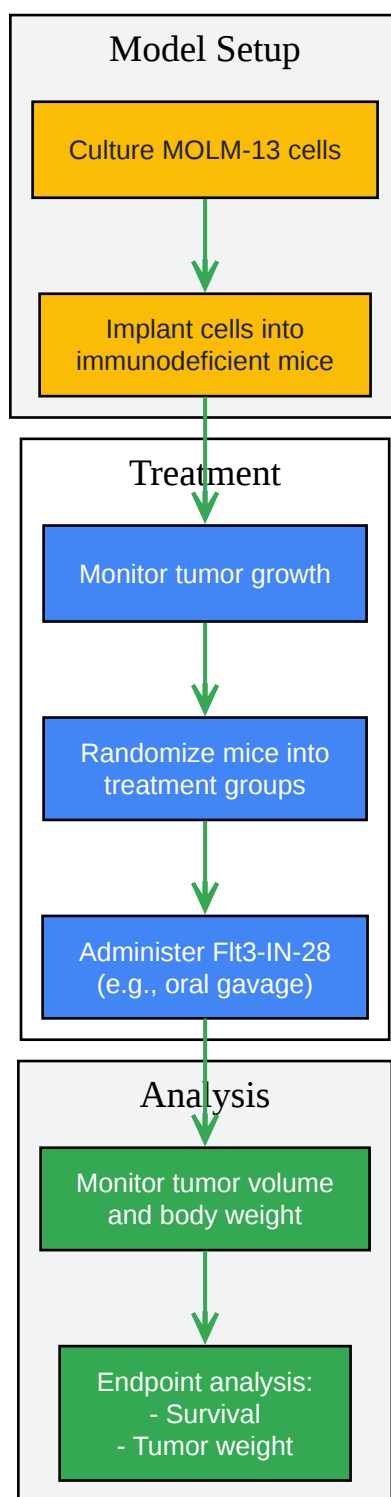 Model Setup
Culture MOLM-13 cells
Implant cells into
immunodeficient mice
Treatment
Monitor tumor growth
Randomize mice into
treatment groups
Administer Flt3-IN-28
(e.g., oral gavage)
Analysis
Monitor tumor volume
and body weight
Endpoint analysis:
- Survival
- Tumor weight